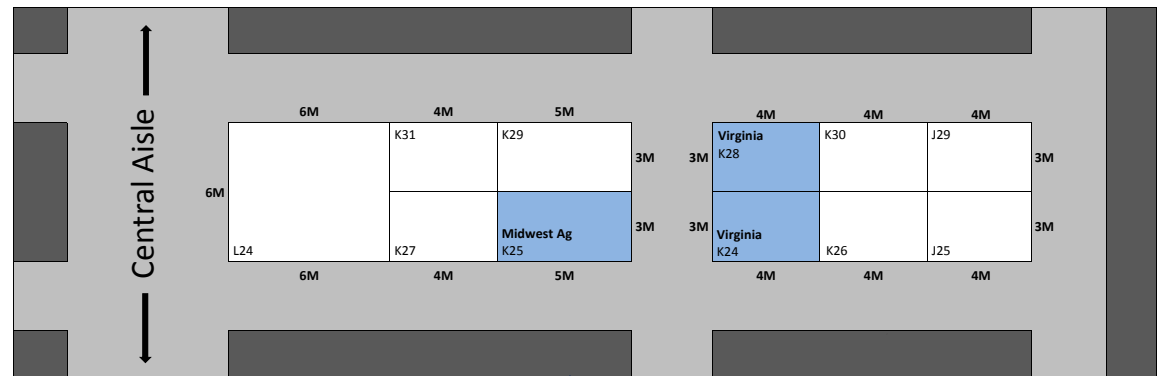 6M 4M 5M 4M 4M 4M
K31 K29 Virginia K30 J29
K28
3M 3M 3M
Central Aisle
6M
3M 3M 3M
Midwest Ag Virginia
L24 K27 K25 K24 K26 J25
6M 4M 5M 4M 4M 4M